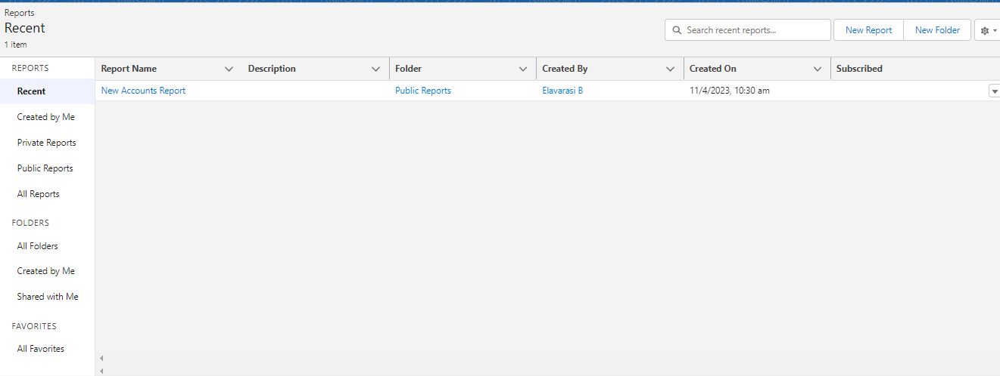 Reports
Recent
1 item
Search recent reports...
New Report
New Folder
REPORTS
Recent
Created by Me
Private Reports
Public Reports
All Reports
FOLDERS
All Folders
Created by Me
Shared with Me
FAVORITES
All Favorites
Report Name Description Folder Created By Created On Subscribed
New Accounts Report Public Reports Elavarasi B 11/4/2023, 10:30 am